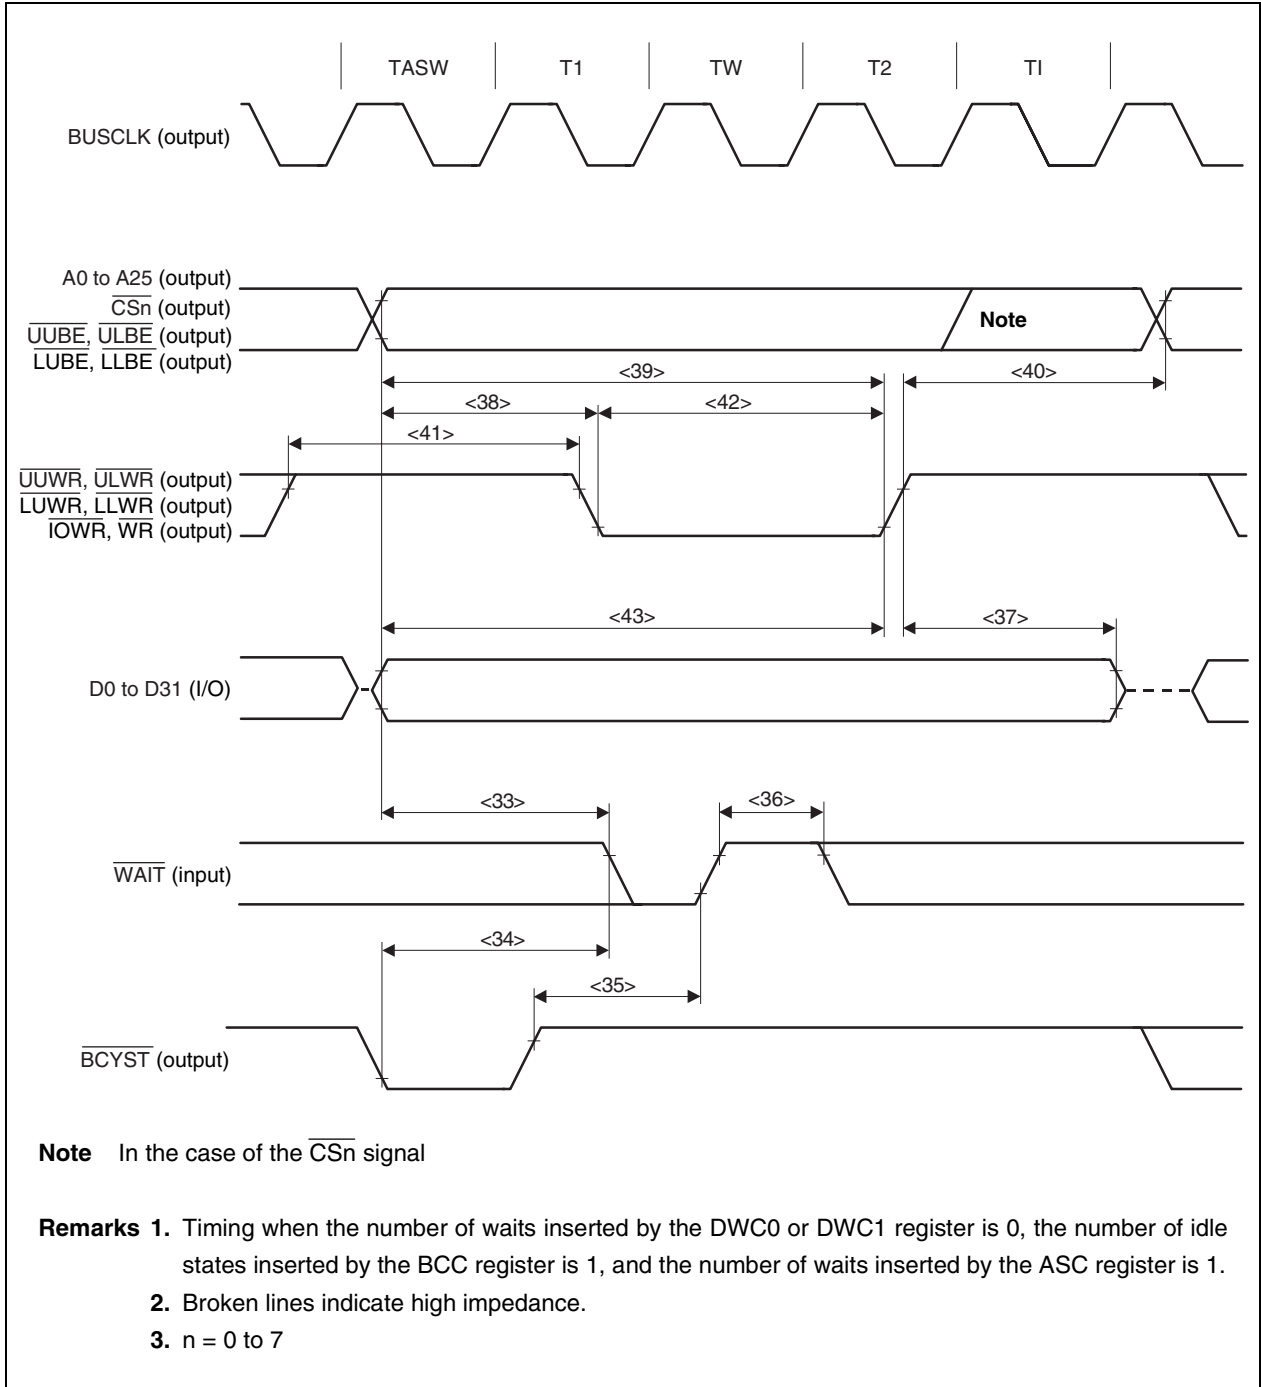 TASW T1 TW T2 TI
BUSCLK (output)
A0 to A25 (output)
CSn (output)
Note
UUBE, ULBE (output)
LUBE, LLBE (output)
<39> <40>
<38> <42>
<41>
UUWR, ULWR (output)
LUWR, LLWR (output)
IOWR, WR (output)
<43> <37>
D0 to D31 (I/O)
<33> <36>
WAIT (input)
<34>
<35>
BCYST (output)
Note In the case of the CSn signal
Remarks 1. Timing when the number of waits inserted by the DWC0 or DWC1 register is 0, the number of idle
states inserted by the BCC register is 1, and the number of waits inserted by the ASC register is 1.
2. Broken lines indicate high impedance.
3. n = 0 to 7